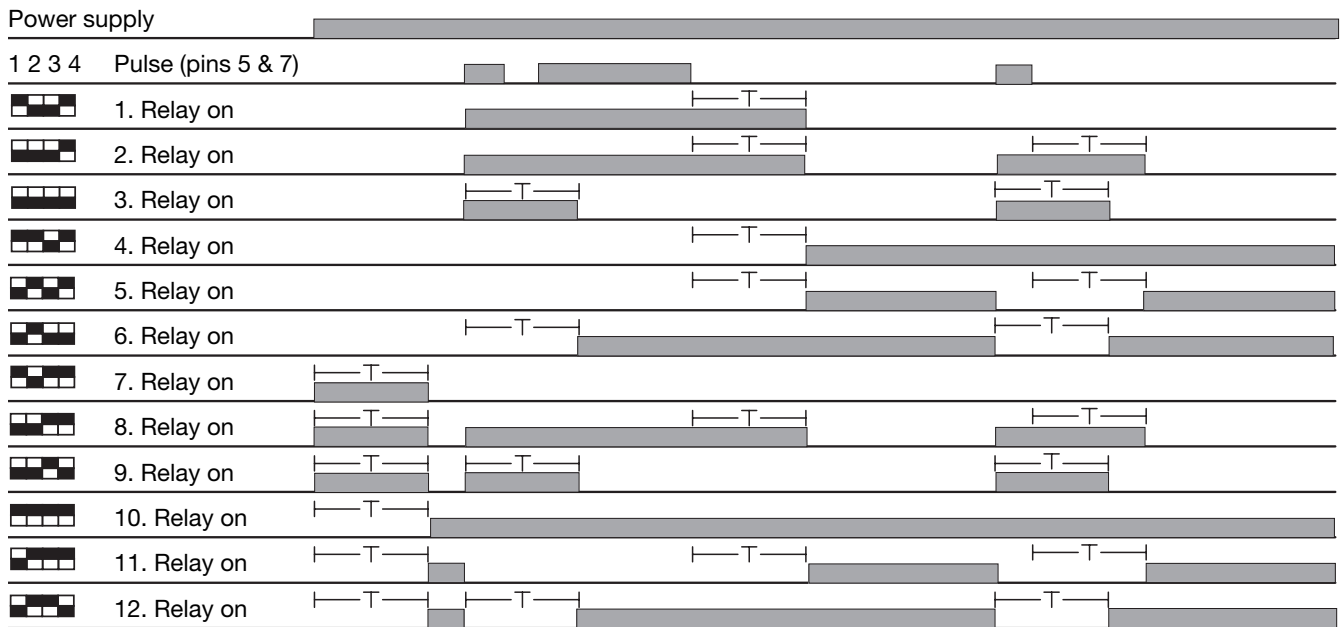 Power supply
1 2 3 4 Pulse (pins 5 & 7)
1. Relay on T
2. Relay on T T
3. Relay on T T
4. Relay on T
5. Relay on T T
6. Relay on T T
7. Relay on T
8. Relay on T T T
9. Relay on T T T
10. Relay on T
11. Relay on T T T
12. Relay on T T T